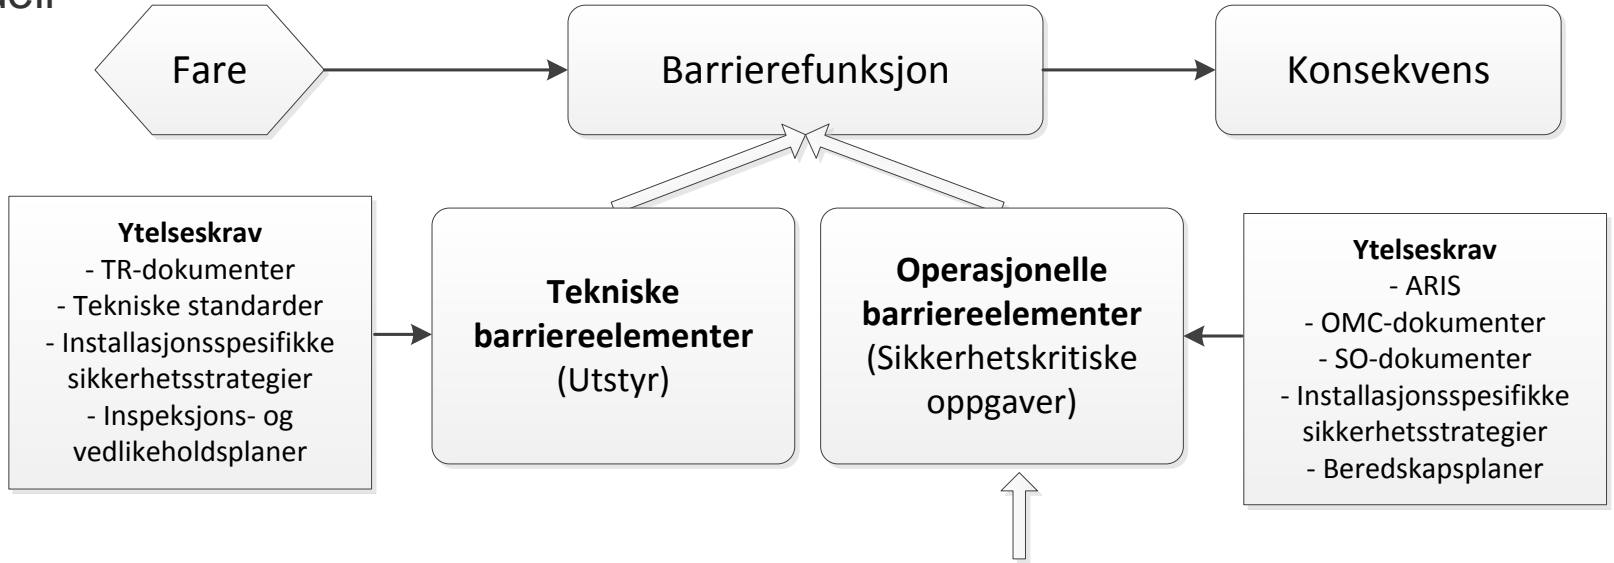 Fare
Barrierefunksjon
Konsekvens
Ytelseskrav
- TR-dokumenter
- Tekniske standarder
- Installasjonsspesifikke
sikkerhetsstrategier
- Inspeksjons- og
vedlikeholdsplaner
Tekniske
barriereelementer
(Utstyr)
Operasjonelle
barriereelementer
(Sikkerhetskritiske
oppgaver)
Ytelseskrav
- ARIS
- OMC-dokumenter
- SO-dokumenter
- Installasjonsspesifikke
sikkerhetsstrategier
- Beredskapsplaner